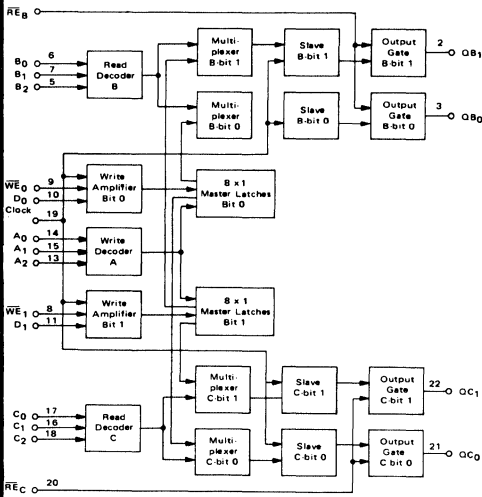 RE̅B
B0 6
B1 7
B2 5
Read Decoder B
Multi-plexer B-bit 1
Slave B-bit 1
Output Gate B-bit 1
2 QB1
Multi-plexer B-bit 0
Slave B-bit 0
Output Gate B-bit 0
3 QB0
WE̅0 9
D0 10
Clock 19
Write Amplifier Bit 0
8 x 1 Master Latches Bit 0
A0 14
A1 15
A2 13
Write Decoder A
WE̅1 8
D1 11
Write Amplifier Bit 1
8 x 1 Master Latches Bit 1
C0 17
C1 16
C2 18
Read Decoder C
Multi-plexer C-bit 1
Slave C-bit 1
Output Gate C-bit 1
22 QC1
Multi-plexer C-bit 0
Slave C-bit 0
Output Gate C-bit 0
21 QC0
RE̅C 20